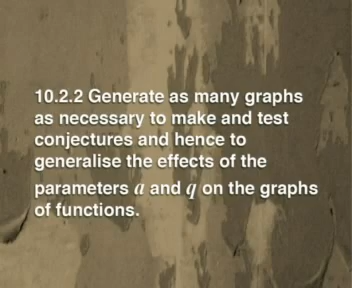 10.2.2 Generate as many graphs
as necessary to make and test
conjectures and hence to
generalise the effects of the
parameters a and q on the graphs
of functions.